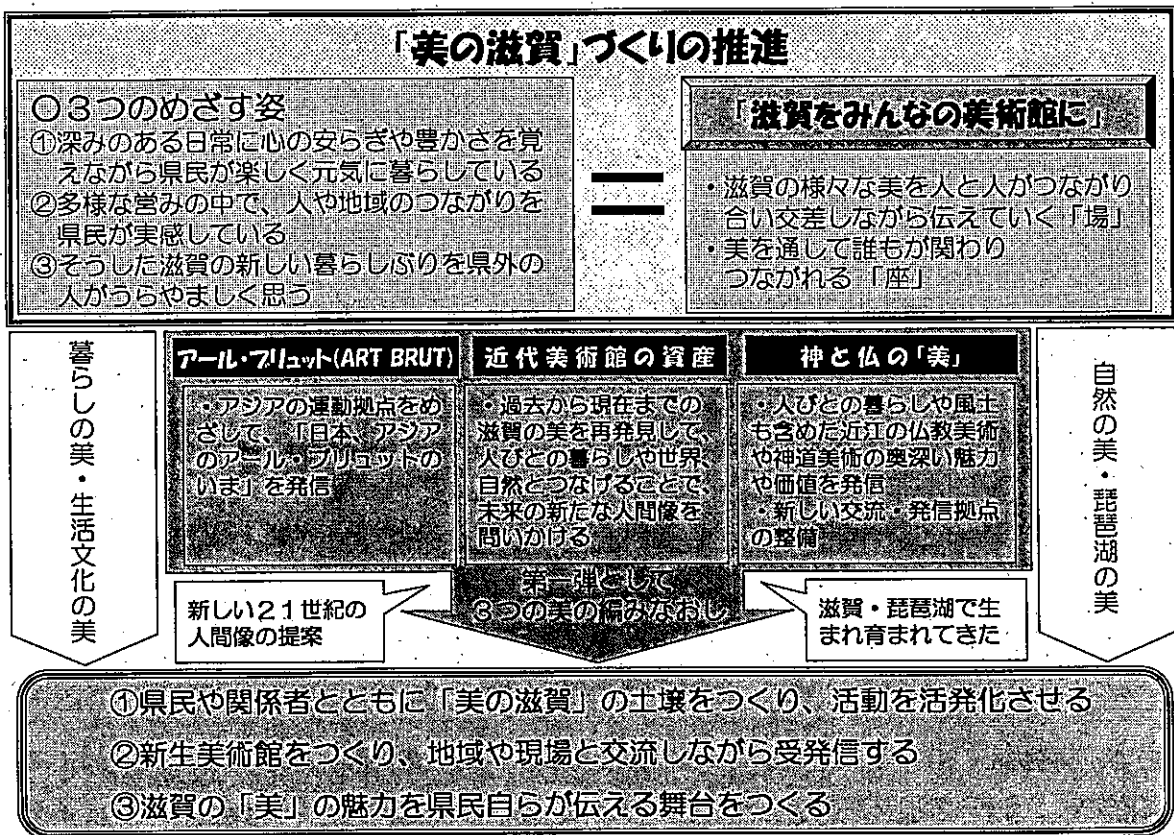 「美の滋賀」づくりの推進
〇3つのめざす姿
①深みのある日常に心の安らぎや豊かさを覚
えながら県民が楽しく元気に暮らしている
②多様な営みの中で、人や地域のつながりを
県民が実感している
③そうした滋賀の新しい暮らしぶりを県外の
人がうらやましく思う
=
「滋賀をみんなの美術館に」
・滋賀の様々な美を人と人がつながり
合い交差しながら伝えていく「場」
・美を通して誰もが関わり
つながれる「座」
暮らしの美・生活文化の美
アール・ブリュット(ART BRUT)
・アジアの運動拠点をめ
ざして、「日本、アジア
のアール・ブリュットの
いま」を発信
近代美術館の資産
・過去から現在までの
滋賀の美を再発見して、
人びとの暮らしや世界、
自然とつなげることで、
未来の新たな人間像を
問いかける
神と仏の「美」
・人びとの暮らしや風土
も含めた近江の仏教美術
や神道美術の奥深い魅力
や価値を発信
・新しい交流・発信拠点
の整備
自然の美・琵琶湖の美
新しい21世紀の
人間像の提案
第一弾として
3つの美の編みなおし
滋賀・琵琶湖で生
まれ育まれてきた
①県民や関係者とともに「美の滋賀」の土壌をつくり、活動を活発化させる
②新生美術館をつくり、地域や現場と交流しながら受発信する
③滋賀の「美」の魅力を県民自らが伝える舞台をつくる